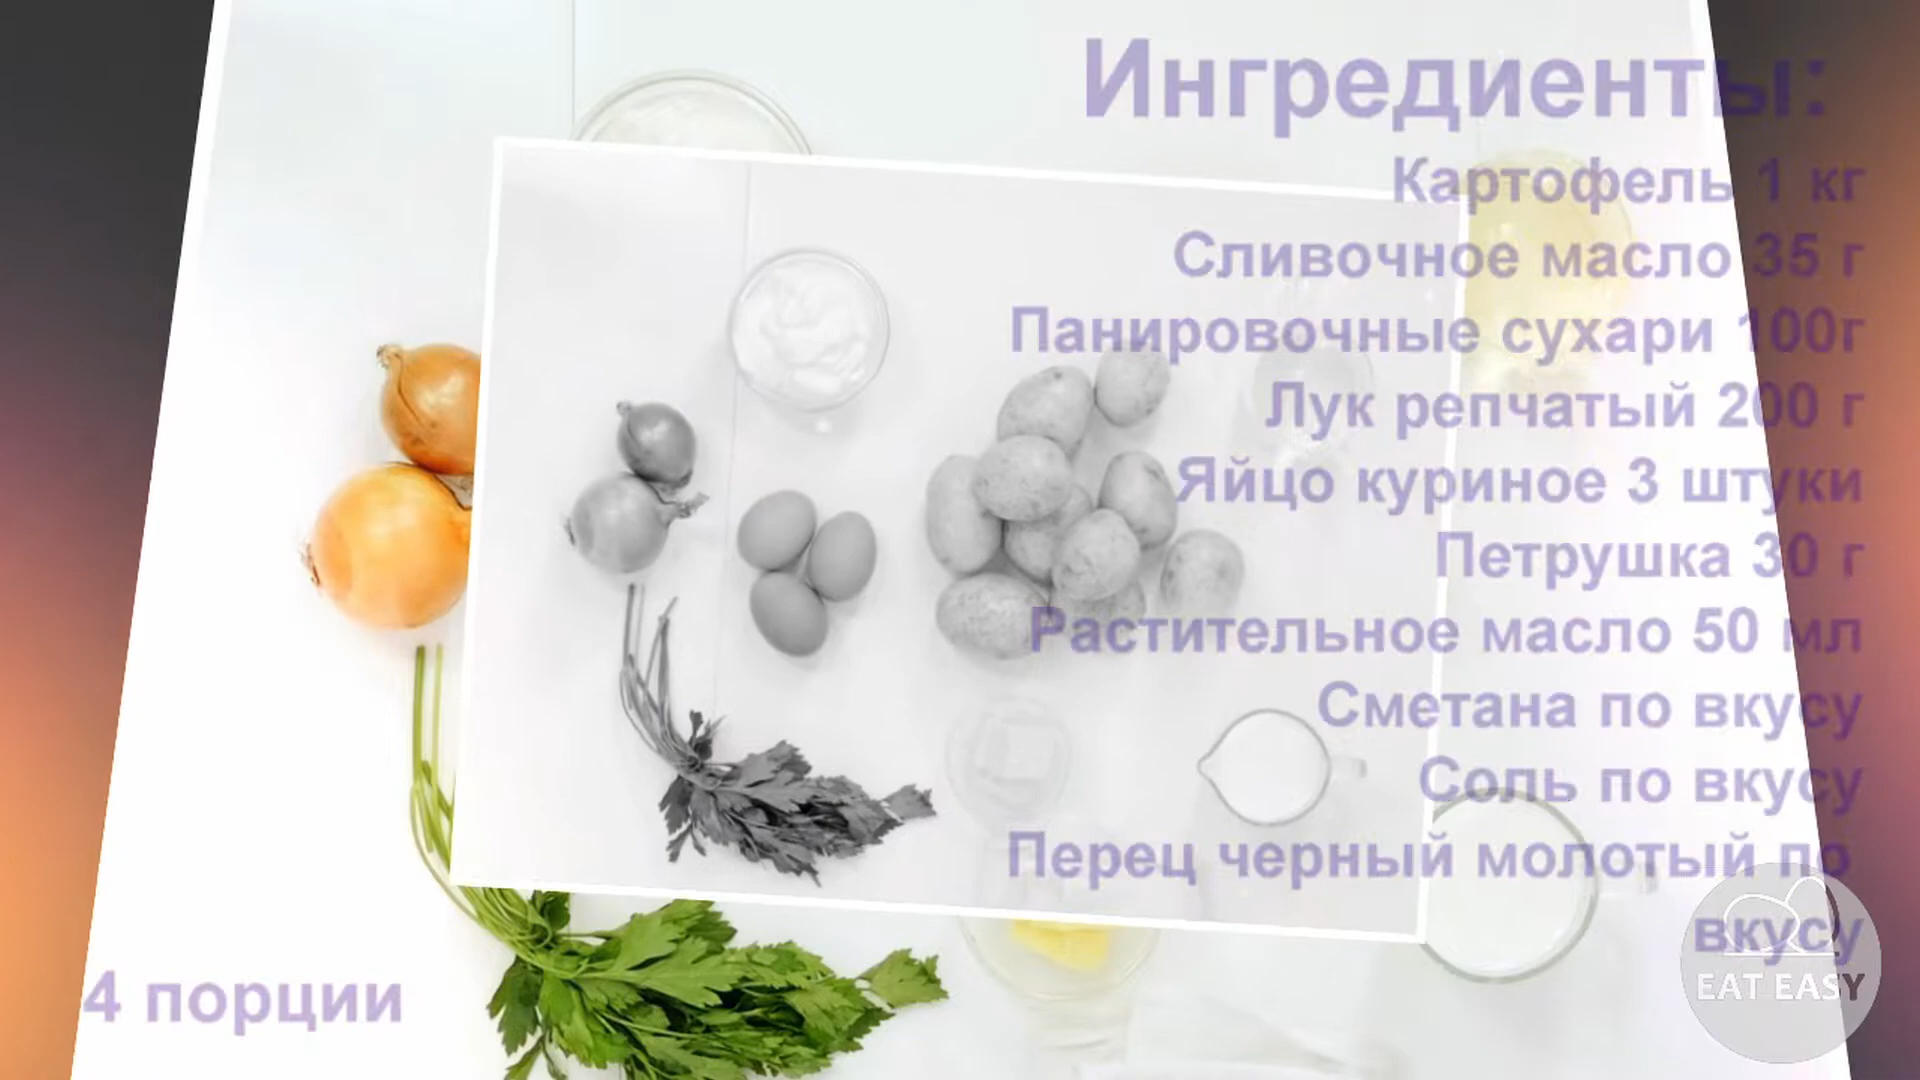 Ингредиенты:
Картофель 1 кг
Сливочное масло 35 г
Панировочные сухари 100г
Лук репчатый 200 г
Яйцо куриное 3 штуки
Петрушка 30 г
Растительное масло 50 мл
Сметана по вкусу
Соль по вкусу
Перец черный молотый по
вкусу
4 порции
EAT EASY